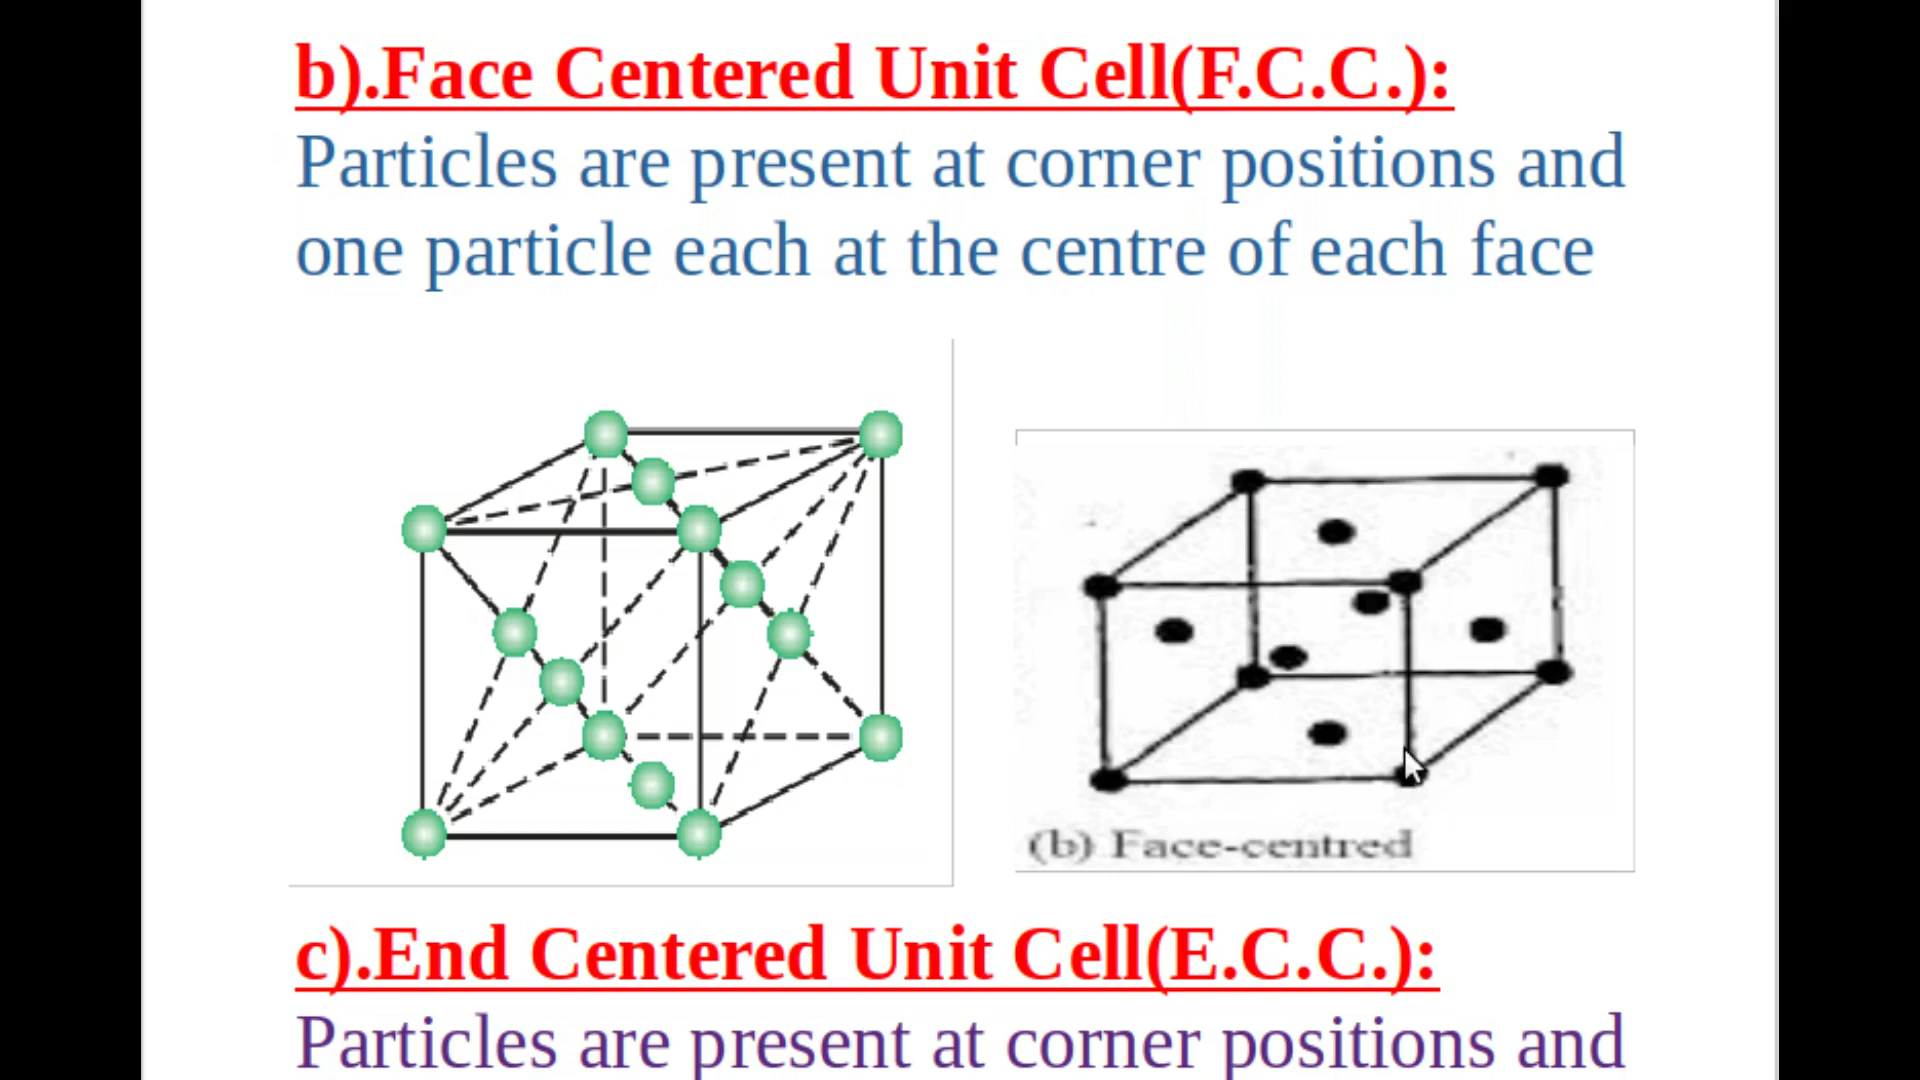 b).Face Centered Unit Cell(F.C.C.):
Particles are present at corner positions and
one particle each at the centre of each face
(b) Face-centred
c).End Centered Unit Cell(E.C.C.):
Particles are present at corner positions and